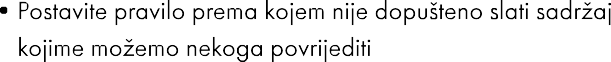 • Postavite pravilo prema kojem nije dopušteno slati sadržaj
kojime možemo nekoga povrijediti